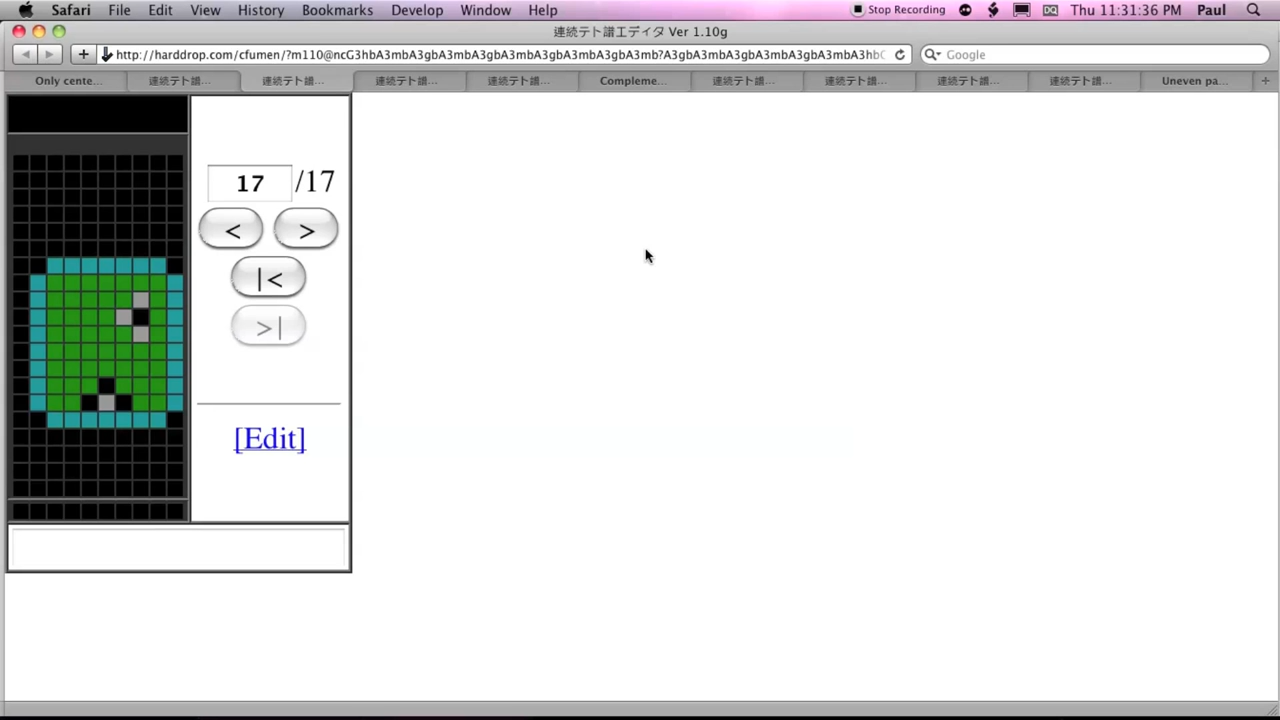 Safari File Edit View History Bookmarks Develop Window Help Stop Recording Thu 11:31:36 PM Paul
連続テト譜エディタ Ver 1.10g
http://harddrop.com/cfumen/?m110@ncG3hbA3mbA3gbA3mbA3gbA3mbA3gbA3mbA3gbA3mb?A3gbA3mbA3gbA3mbA3gbA3mbA3hb Google
Only cente... 連続テト譜... 連続テト譜... 連続テト譜... 連続テト譜... Compleme... 連続テト譜... 連続テト譜... 連続テト譜... 連続テト譜... Uneven pa...
17 /17
< >
|<
>|
[Edit]